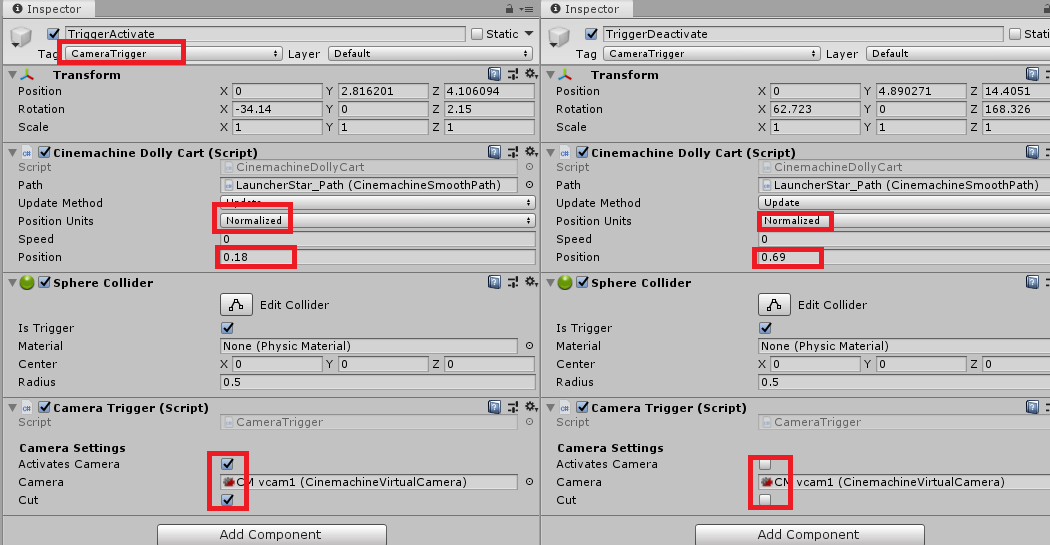 Inspector
TriggerActivate Static
Tag CameraTrigger Layer Default
Transform
Position X 0 Y 2.816201 Z 4.106094
Rotation X -34.14 Y 0 Z 2.15
Scale X 1 Y 1 Z 1
Cinemachine Dolly Cart (Script)
Script CinemachineDollyCart
Path LauncherStar_Path (CinemachineSmoothPath)
Update Method Update
Position Units Normalized
Speed 0
Position 0.18
Sphere Collider
Edit Collider
Is Trigger
Material None (Physic Material)
Center X 0 Y 0 Z 0
Radius 0.5
Camera Trigger (Script)
Script CameraTrigger
Camera Settings
Activates Camera
Camera CM vcam1 (CinemachineVirtualCamera)
Cut
Add Component
Inspector
TriggerDeactivate Stati
Tag CameraTrigger Layer Default
Transform
Position X 0 Y 4.890271 Z 14.4051
Rotation X 62.723 Y 0 Z 168.326
Scale X 1 Y 1 Z 1
Cinemachine Dolly Cart (Script)
Script CinemachineDollyCart
Path LauncherStar_Path (CinemachineSmoothPath)
Update Method Update
Position Units Normalized
Speed 0
Position 0.69
Sphere Collider
Edit Collider
Is Trigger
Material None (Physic Material)
Center X 0 Y 0 Z 0
Radius 0.5
Camera Trigger (Script)
Script CameraTrigger
Camera Settings
Activates Camera
Camera CM vcam1 (CinemachineVirtualCamera)
Cut
Add Component